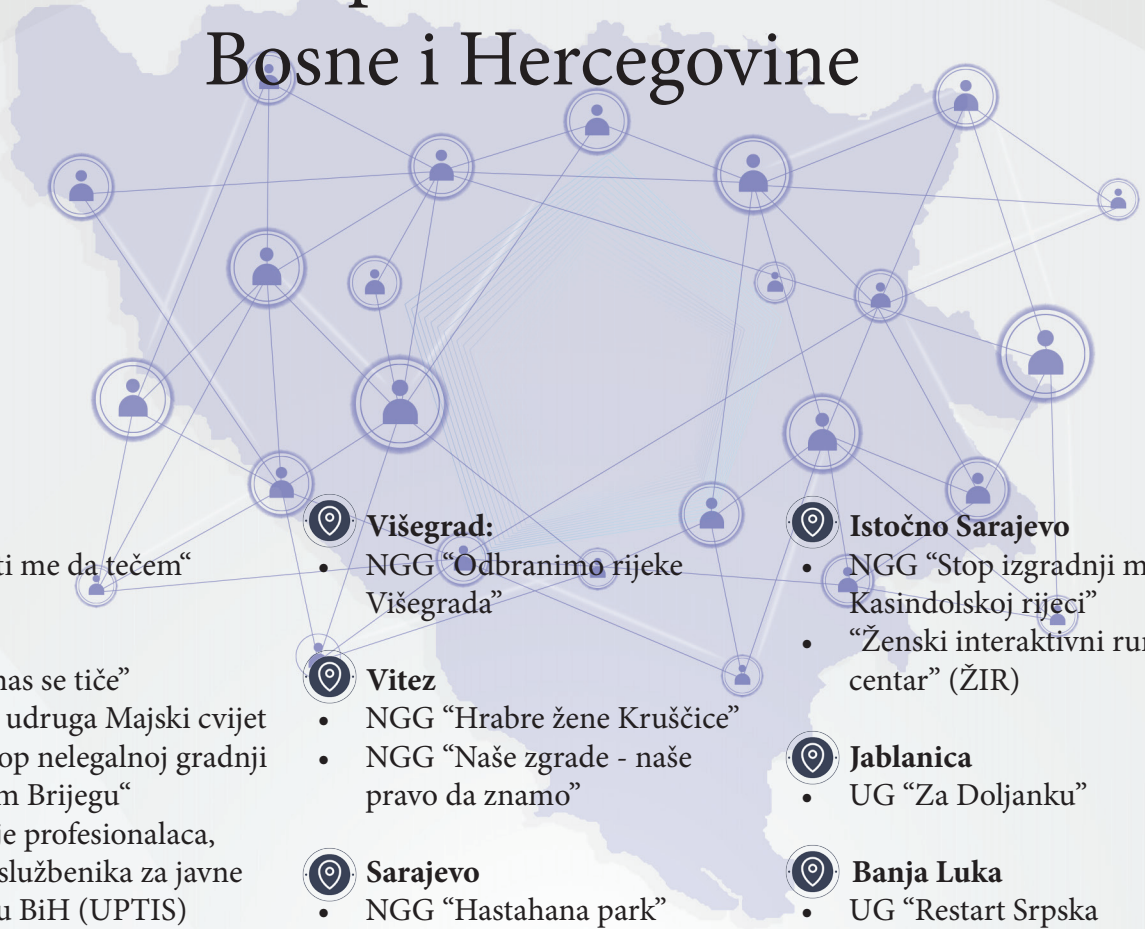 Bosne i Hercegovine
ti me da tečem“
nas se tiče”
udruga Majski cvijet
op nelegalnoj gradnji
m Brijegu“
je profesionalaca,
službenika za javne
u BiH (UPTIS)
Višegrad:
• NGG “Odbranimo rijeke
Višegrada”
Vitez
• NGG “Hrabre žene Kruščice”
• NGG “Naše zgrade - naše
pravo da znamo”
Sarajevo
• NGG “Hastahana park”
Istočno Sarajevo
• NGG “Stop izgradnji m
Kasindolskoj rijeci”
• “Ženski interaktivni rur
centar” (ŽIR)
Jablanica
• UG “Za Doljanku”
Banja Luka
• UG “Restart Srpska